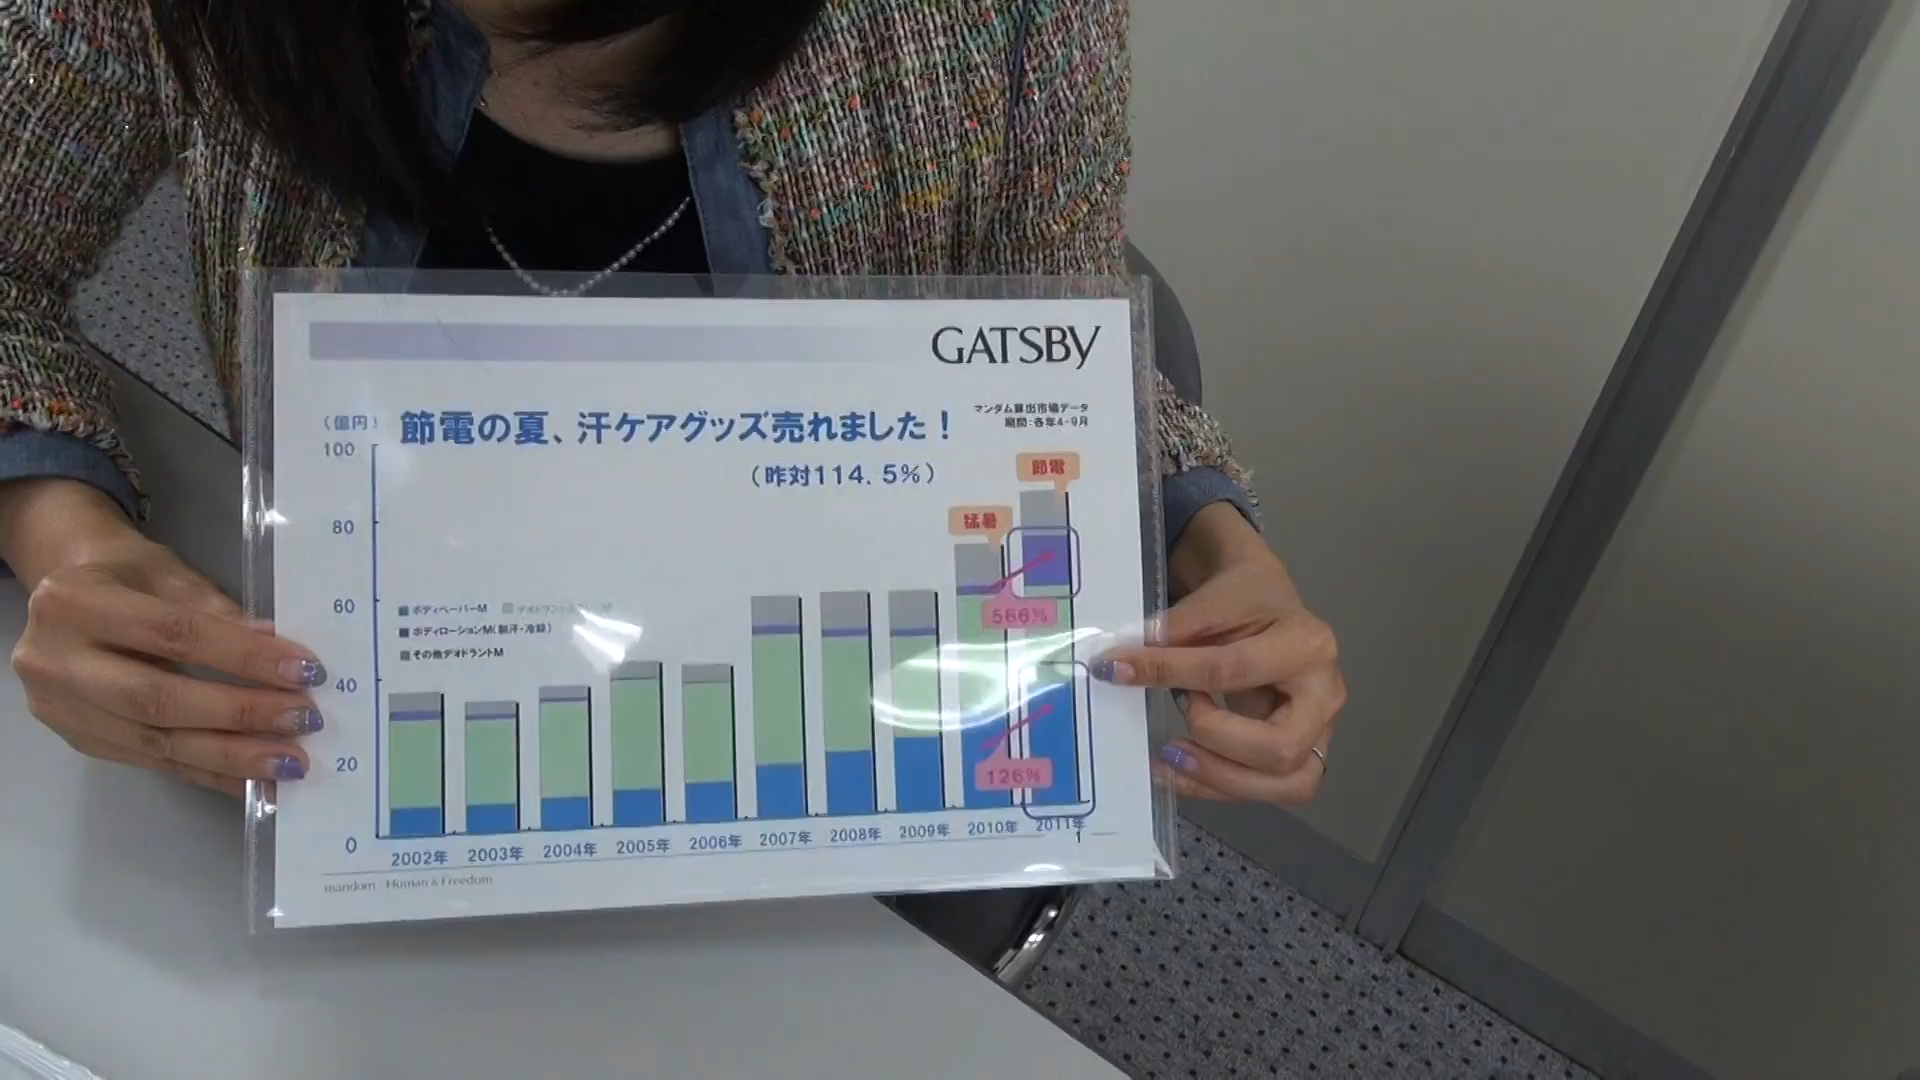 GATSBY
(億円)
節電の夏、汗ケアグッズ売れました！
マンダム算出市場データ
期間:各年4-9月
(昨対114.5%)
100
80
60
40
20
0
節電
猛暑
566%
126%
ボディペーパーM
ボディローションM(制汗・冷却)
その他デオドラントM
2002年
2003年
2004年
2005年
2006年
2007年
2008年
2009年
2010年
2011年
1
mandom Human & Freedom